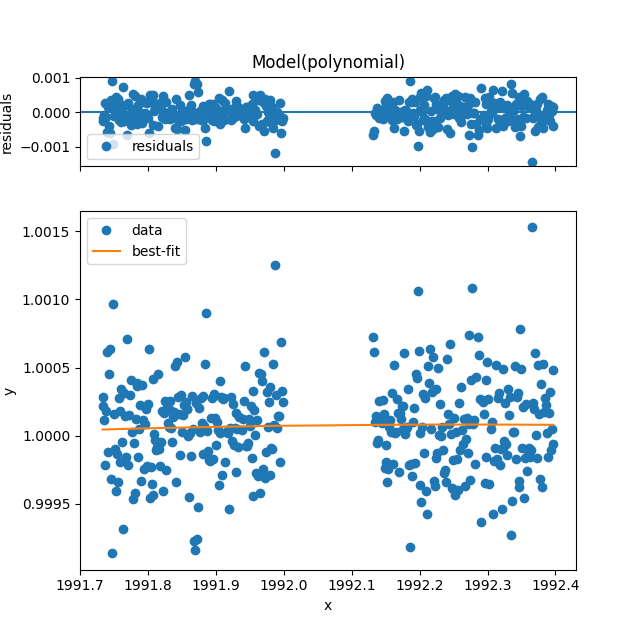 Model(polynomial)
residuals
0.001
0.000
−0.001
residuals
y
1.0015
1.0010
1.0005
1.0000
0.9995
data
best-fit
1991.7 1991.8 1991.9 1992.0 1992.1 1992.2 1992.3 1992.4
x